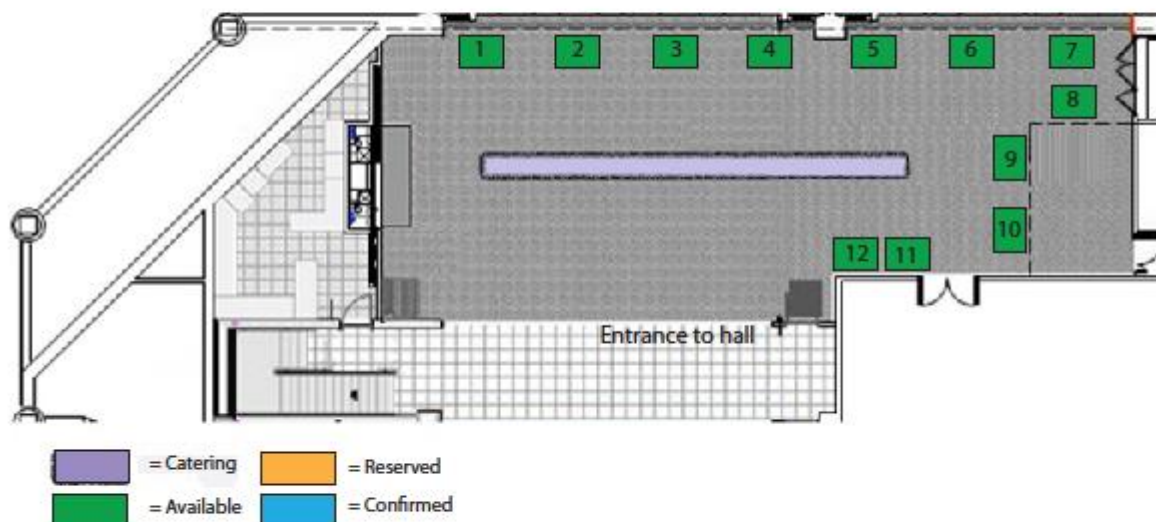 1 2 3 4 5 6 7
8
9
10
12 11
Entrance to hall
= Catering = Reserved
= Available = Confirmed